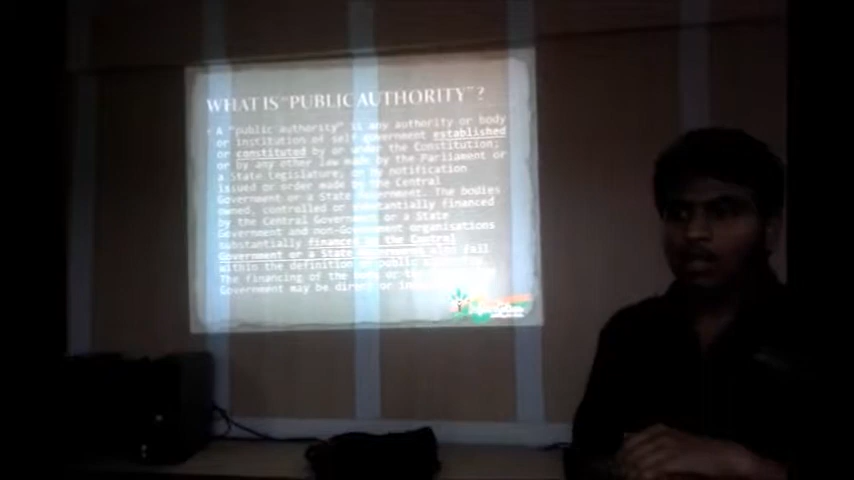 WHAT IS "PUBLIC AUTHORITY" ?
A "public authority" is any authority or body
or institution of self government established
or constituted by or under the Constitution;
or by any other law made by the Parliament or
a State Legislature; or by notification
issued or order made by the Central
Government or a State Government. The bodies
owned, controlled or substantially financed
by the Central Government or a State
Government and non-Government organisations
substantially financed by the Central
Government or a State Government also fall
within the definition of public
The financing of the body or the
Government may be direct or